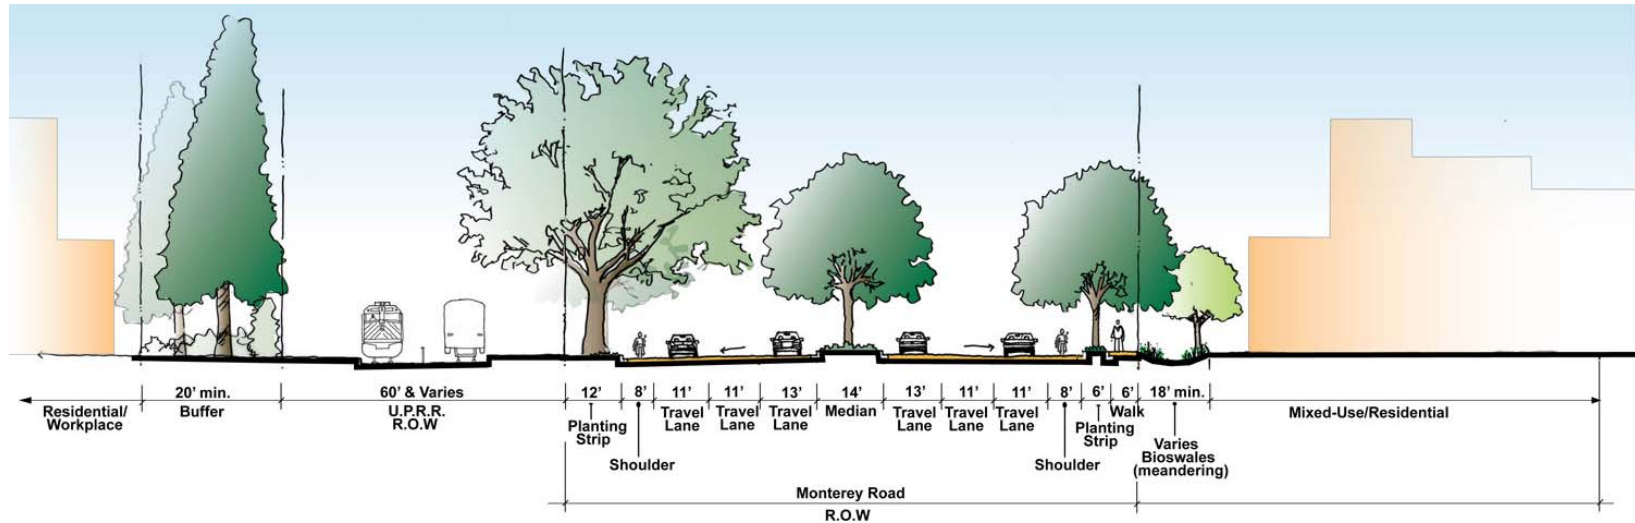 20' min.
60' & Varies
12'
8'
11'
11'
13'
14'
13'
11'
11'
8'
6'
6'
18' min.
Residential/
Workplace
Buffer
U.P.R.R.
R.O.W
Planting
Strip
Shoulder
Travel
Lane
Travel
Lane
Travel
Lane
Median
Travel
Lane
Travel
Lane
Travel
Lane
Shoulder
Planting
Strip
Walk
Varies
Bioswales
(meandering)
Mixed-Use/Residential
Monterey Road
R.O.W